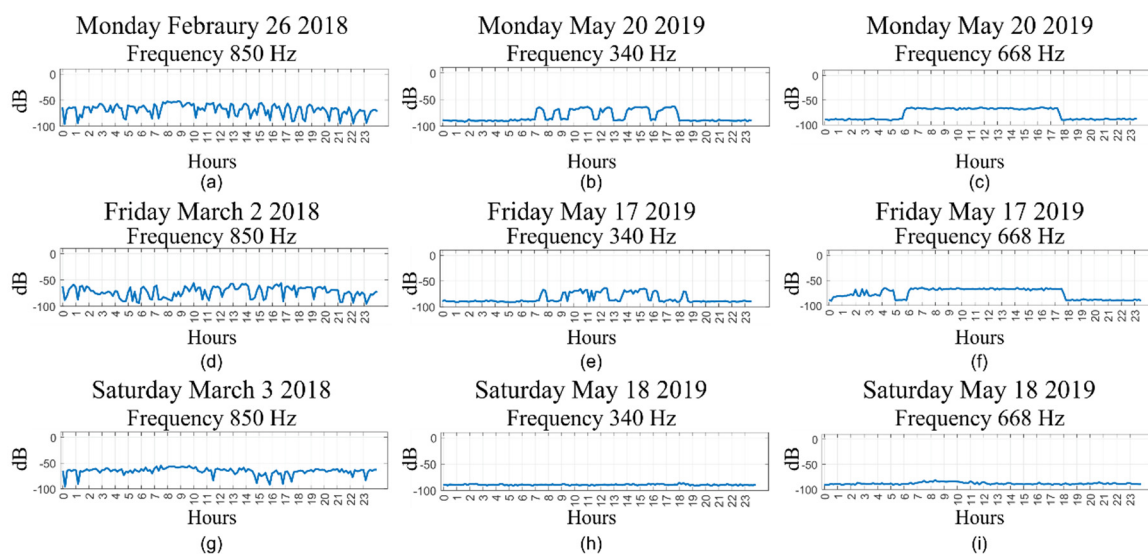 Monday Febraury 26 2018
Frequency 850 Hz
0
-50
-100
dB
0 1 2 3 4 5 6 7 8 9 10 11 12 13 14 15 16 17 18 19 20 21 22 23
Hours
(a)
Monday May 20 2019
Frequency 340 Hz
0
-50
-100
dB
0 1 2 3 4 5 6 7 8 9 10 11 12 13 14 15 16 17 18 19 20 21 22 23
Hours
(b)
Monday May 20 2019
Frequency 668 Hz
0
-50
-100
dB
0 1 2 3 4 5 6 7 8 9 10 11 12 13 14 15 16 17 18 19 20 21 22 23
Hours
(c)
Friday March 2 2018
Frequency 850 Hz
0
-50
-100
dB
0 1 2 3 4 5 6 7 8 9 10 11 12 13 14 15 16 17 18 19 20 21 22 23
Hours
(d)
Friday May 17 2019
Frequency 340 Hz
0
-50
-100
dB
0 1 2 3 4 5 6 7 8 9 10 11 12 13 14 15 16 17 18 19 20 21 22 23
Hours
(e)
Friday May 17 2019
Frequency 668 Hz
0
-50
-100
dB
0 1 2 3 4 5 6 7 8 9 10 11 12 13 14 15 16 17 18 19 20 21 22 23
Hours
(f)
Saturday March 3 2018
Frequency 850 Hz
0
-50
-100
dB
0 1 2 3 4 5 6 7 8 9 10 11 12 13 14 15 16 17 18 19 20 21 22 23
Hours
(g)
Saturday May 18 2019
Frequency 340 Hz
0
-50
-100
dB
0 1 2 3 4 5 6 7 8 9 10 11 12 13 14 15 16 17 18 19 20 21 22 23
Hours
(h)
Saturday May 18 2019
Frequency 668 Hz
0
-50
-100
dB
0 1 2 3 4 5 6 7 8 9 10 11 12 13 14 15 16 17 18 19 20 21 22 23
Hours
(i)